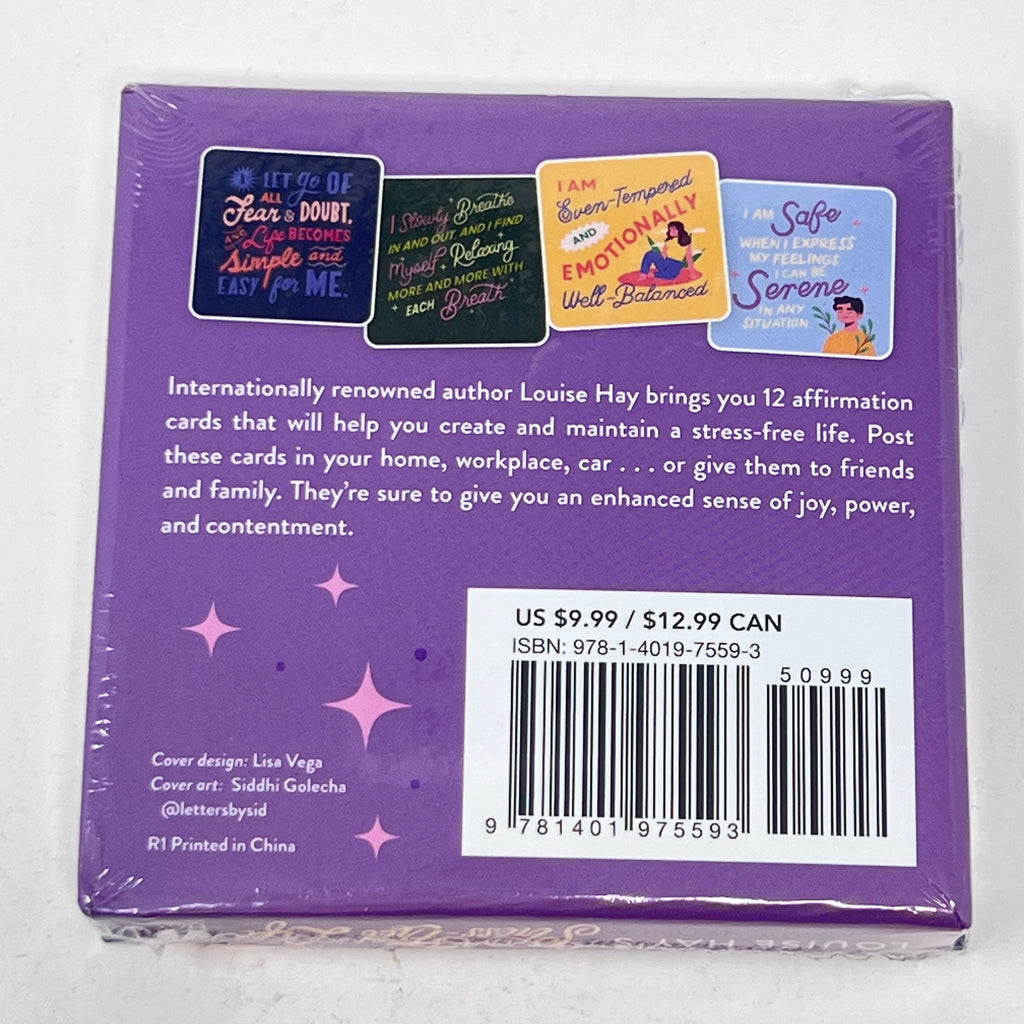 I LET go OF
ALL
Fear & DOUBT,
AND Life BECOMES
Simple and
EASY for ME.
I Slowly Breathe
IN AND OUT, AND I FIND
Myself Relaxing
MORE AND MORE WITH
EACH Breath
I AM
Even-Tempered
AND
EMOTIONALLY
Well-Balanced.
I AM Safe
WHEN I EXPRESS
MY FEELINGS.
I CAN BE
Serene
IN ANY
SITUATION.
Internationally renowned author Louise Hay brings you 12 affirmation
cards that will help you create and maintain a stress-free life. Post
these cards in your home, workplace, car . . . or give them to friends
and family. They're sure to give you an enhanced sense of joy, power,
and contentment.
US $9.99 / $12.99 CAN
ISBN: 978-1-4019-7559-3
50999
9 781401 975593
Cover design: Lisa Vega
Cover art: Siddhi Golecha
@lettersbysid
R1 Printed in China
LOUISE HAY'S